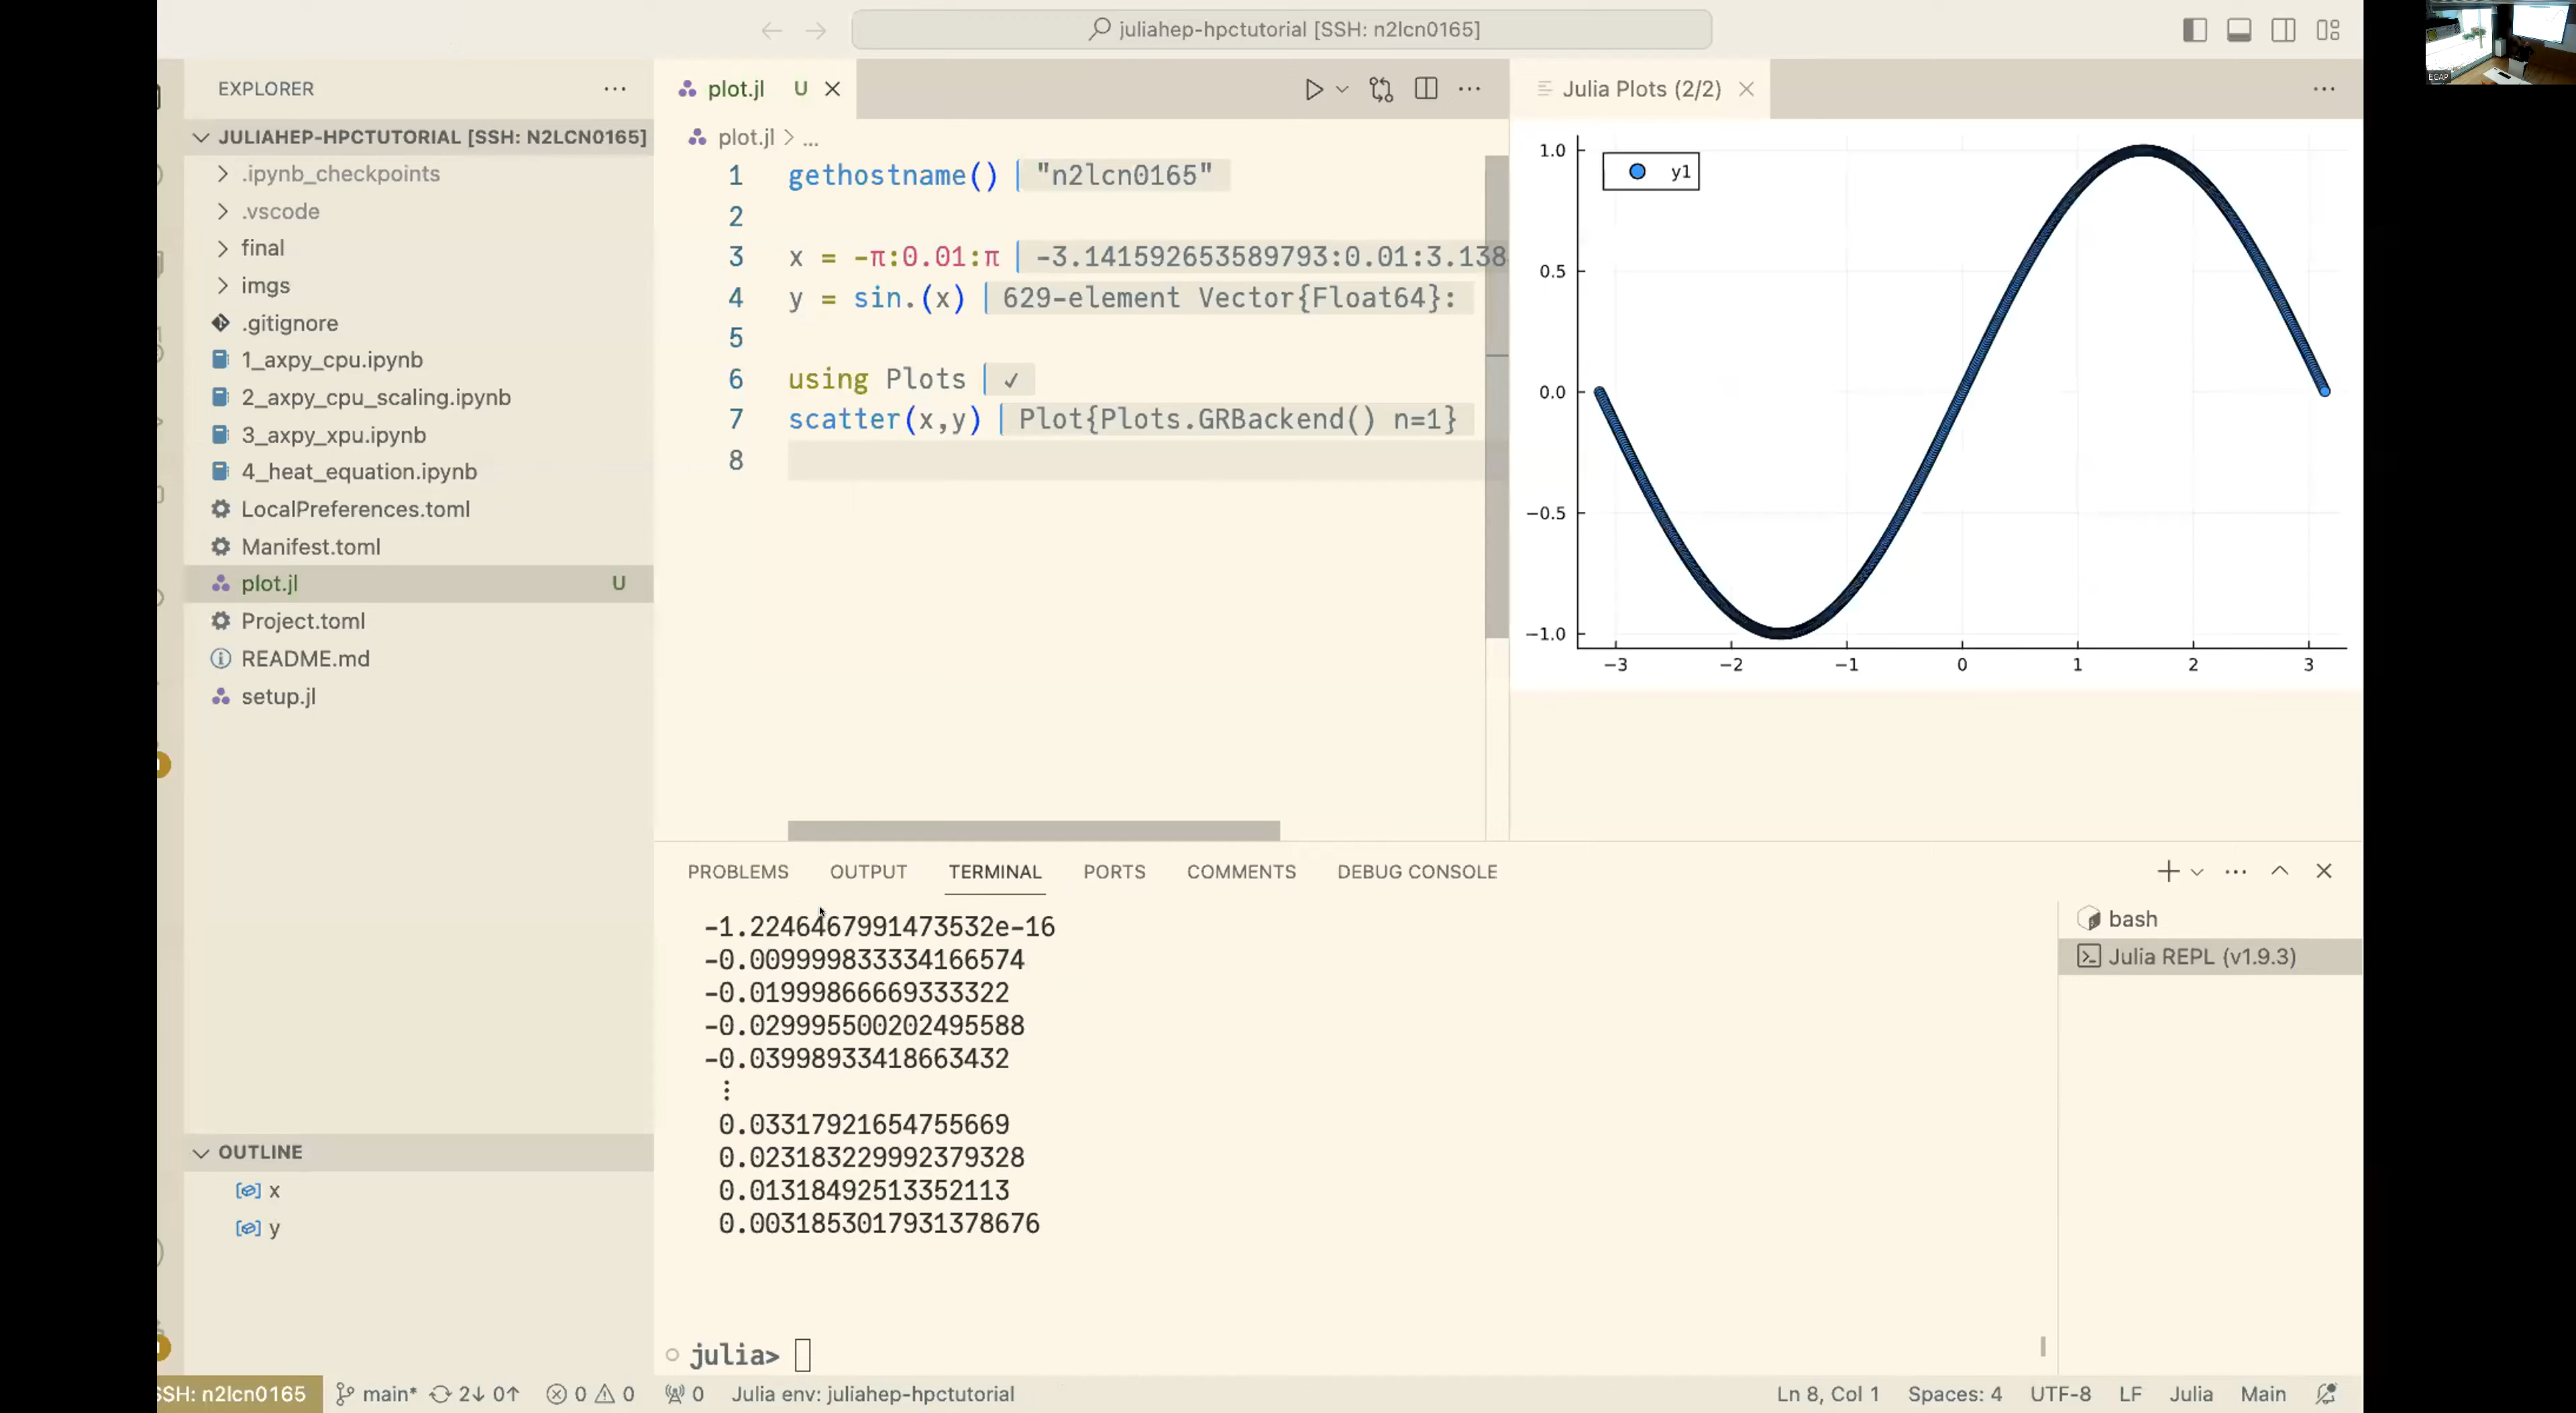 juliahep-hpctutorial [SSH: n2lcn0165]
ECAP
EXPLORER
JULIAHEP-HPCTUTORIAL [SSH: N2LCN0165]
.ipynb_checkpoints
.vscode
final
imgs
.gitignore
1_axpy_cpu.ipynb
2_axpy_cpu_scaling.ipynb
3_axpy_xpu.ipynb
4_heat_equation.ipynb
LocalPreferences.toml
Manifest.toml
plot.jl U
Project.toml
README.md
setup.jl
OUTLINE
x
y
plot.jl U
plot.jl > ...
1 gethostname() "n2lcn0165"
2
3 x = -π:0.01:π -3.141592653589793:0.01:3.138
4 y = sin.(x) 629-element Vector{Float64}:
5
6 using Plots ✓
7 scatter(x,y) Plot{Plots.GRBackend() n=1}
8
Julia Plots (2/2)
y1
1.0
0.5
0.0
−0.5
−1.0
−3 −2 −1 0 1 2 3
PROBLEMS OUTPUT TERMINAL PORTS COMMENTS DEBUG CONSOLE
-1.2246467991473532e-16
-0.009999833334166574
-0.01999866669333322
-0.029995500202495588
-0.03998933418663432
⋮
0.03317921654755669
0.023183229992379328
0.01318492513352113
0.0031853017931378676
julia>
bash
Julia REPL (v1.9.3)
SSH: n2lcn0165 main* 2↓ 0↑ 0 0 0 Julia env: juliahep-hpctutorial Ln 8, Col 1 Spaces: 4 UTF-8 LF Julia Main